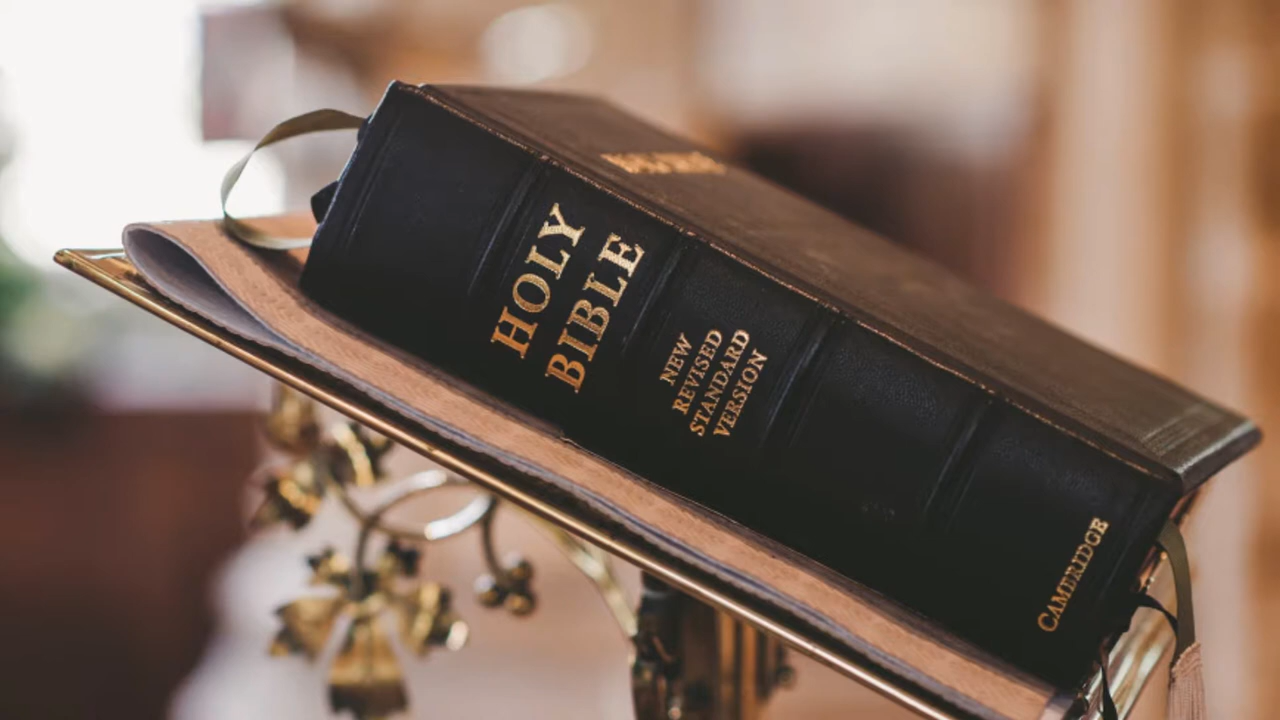 HOLY
BIBLE
NEW
REVISED
STANDARD
VERSION
CAMBRIDGE